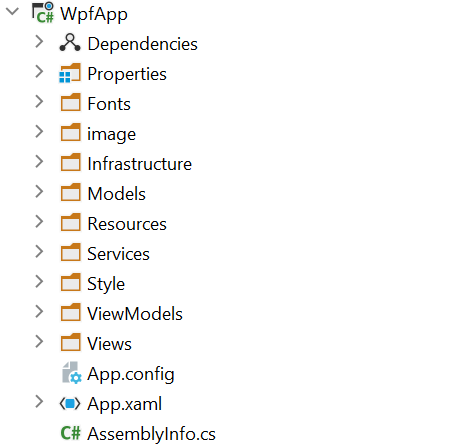 WpfApp
Dependencies
Properties
Fonts
image
Infrastructure
Models
Resources
Services
Style
ViewModels
Views
App.config
App.xaml
C# AssemblyInfo.cs